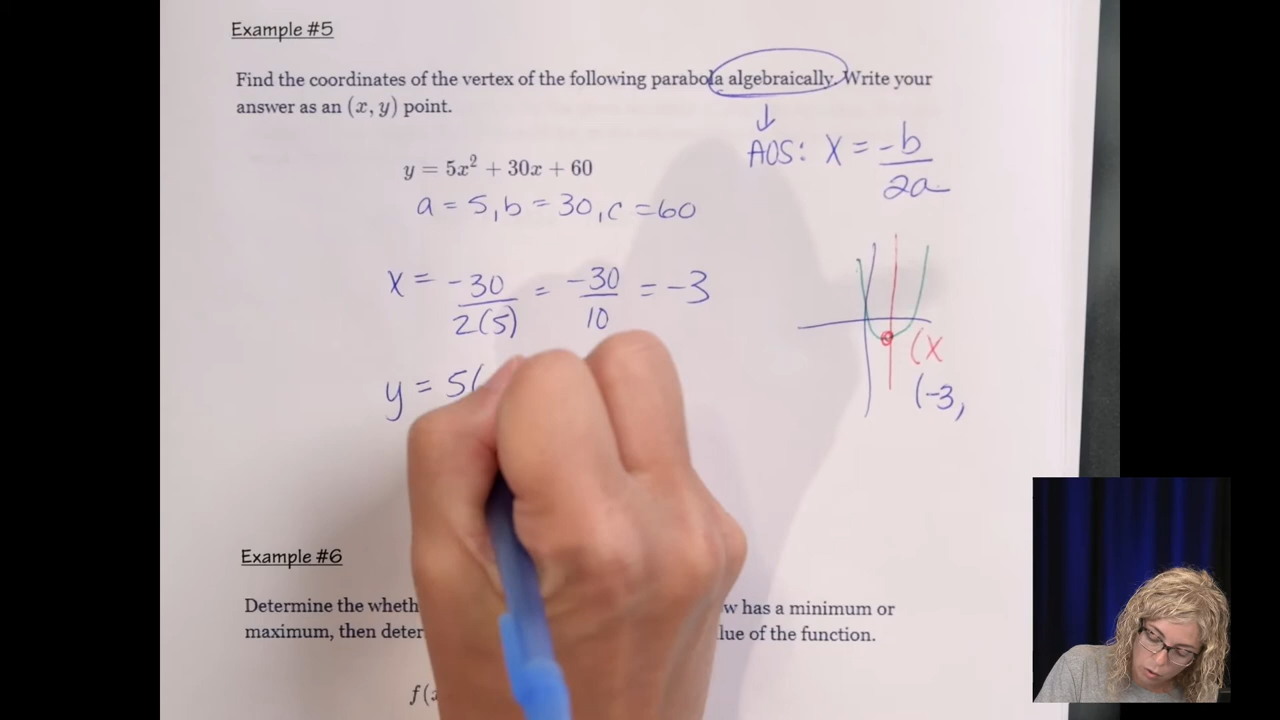 Example #5
Find the coordinates of the vertex of the following parabola algebraically. Write your
answer as an (x, y) point.
AOS: x = -b/2a
y = 5x² + 30x + 60
a = 5, b = 30, c = 60
x = -30/2(5) = -30/10 = -3
(x
y = 5(
(-3,
Example #6
Determine the wheth w has a minimum or
maximum, then deter lue of the function.
f(